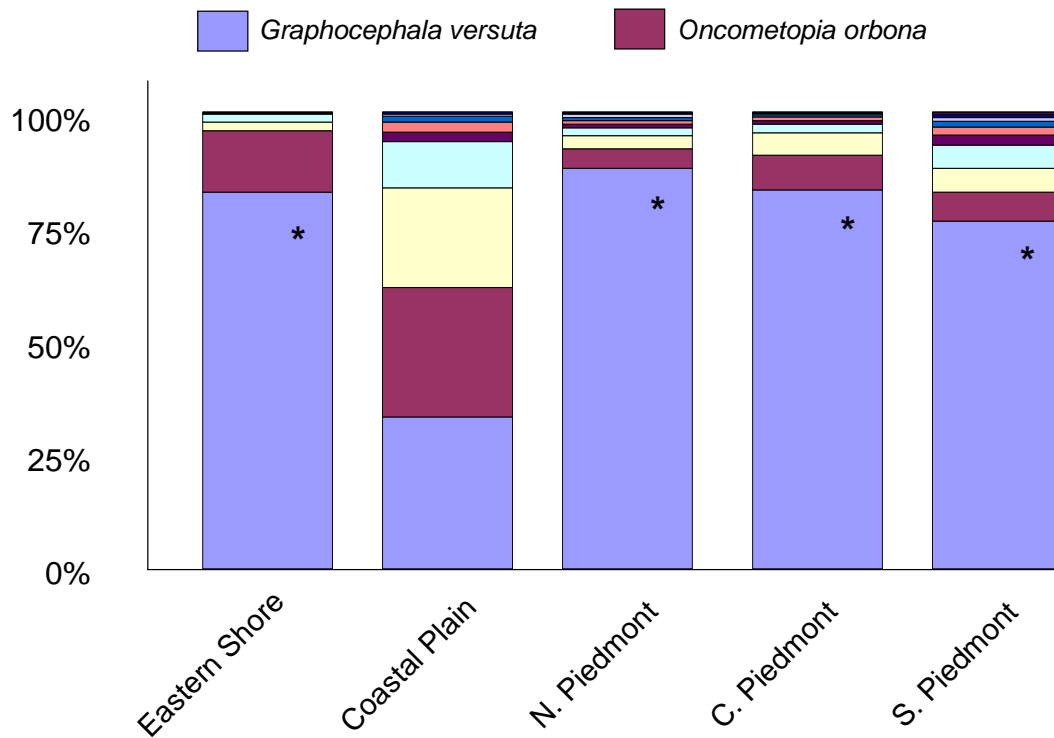 Graphocephala versuta
Oncometopia orbona
100%
75%
50%
25%
0%
*
*
*
*
Eastern Shore
Coastal Plain
N. Piedmont
C. Piedmont
S. Piedmont